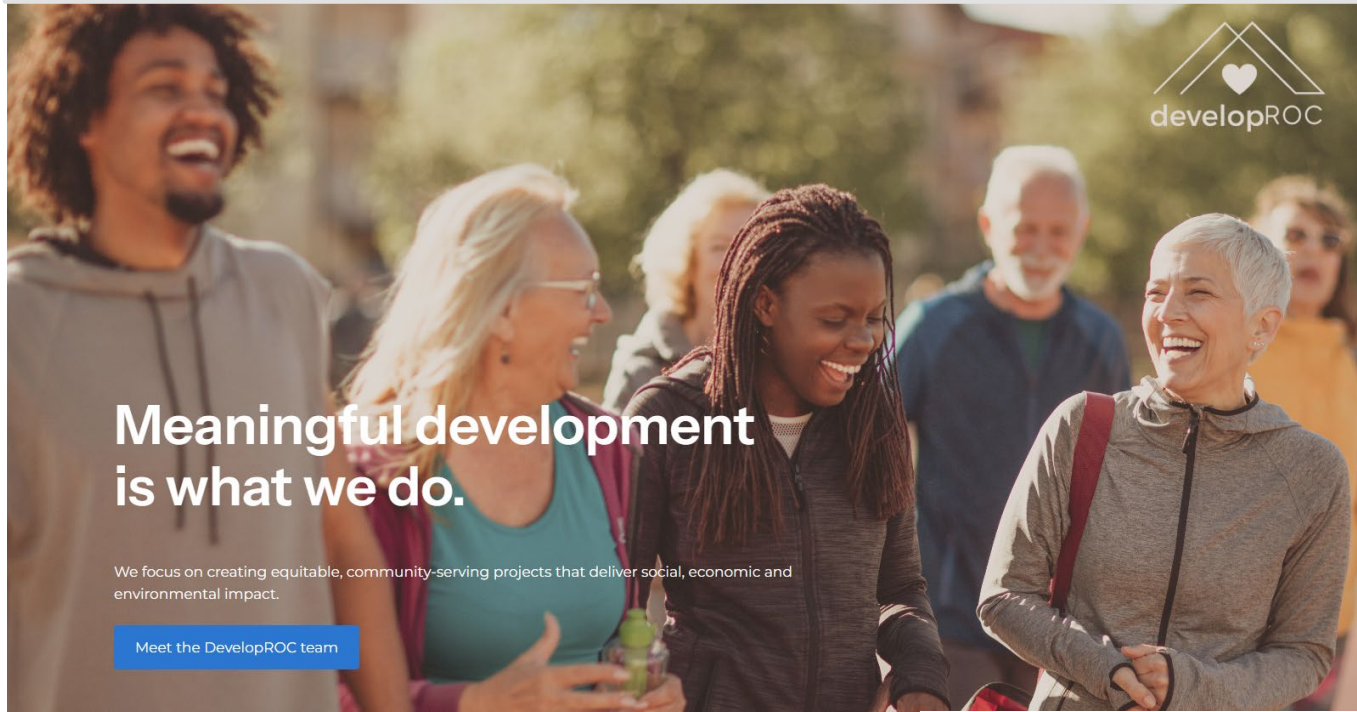 developROC
Meaningful development
is what we do.
We focus on creating equitable, community-serving projects that deliver social, economic and
environmental impact.
Meet the DevelopROC team